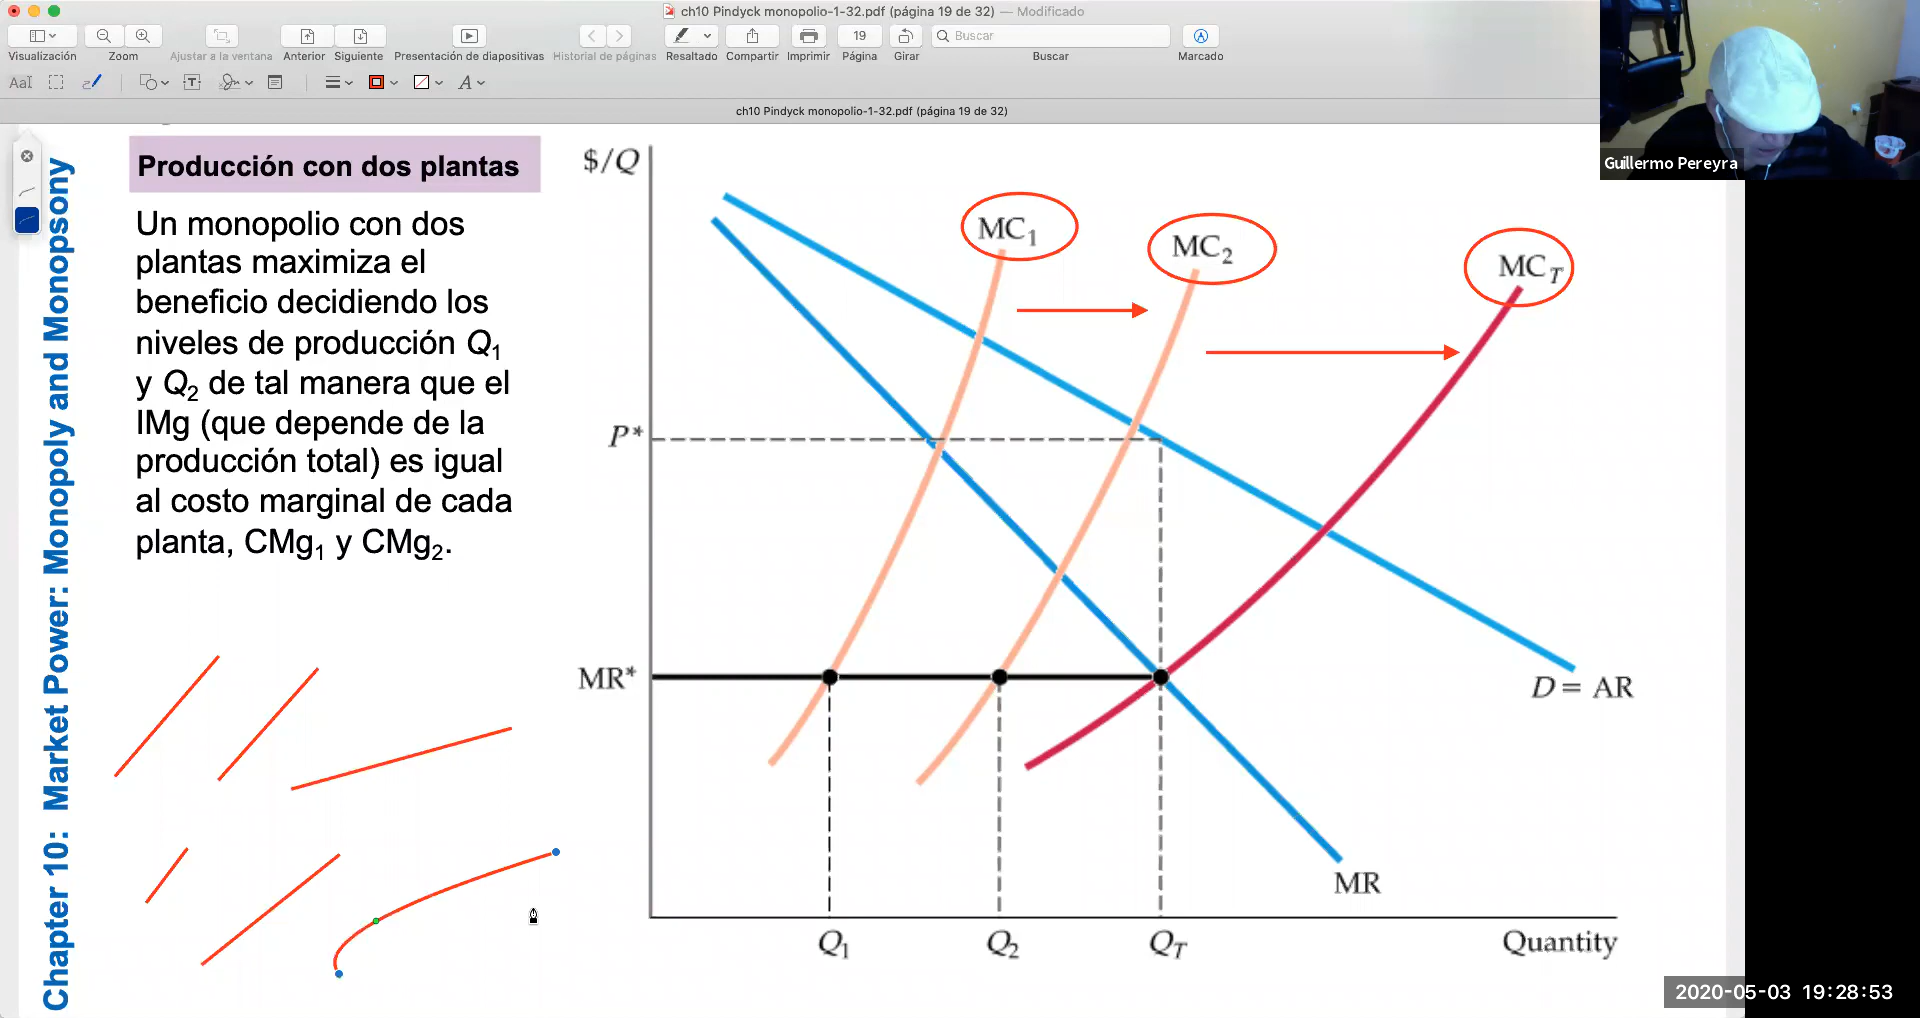 ch10 Pindyck monopolio-1-32.pdf (página 19 de 32) — Modificado
19
Buscar
Visualización
Zoom
Ajustar a la ventana
Anterior
Siguiente
Presentación de diapositivas
Historial de páginas
Resaltado
Compartir
Imprimir
Página
Girar
Buscar
Marcado
ch10 Pindyck monopolio-1-32.pdf (página 19 de 32)
Guillermo Pereyra
Chapter 10: Market Power: Monopoly and Monopsony
Producción con dos plantas
Un monopolio con dos
plantas maximiza el
beneficio decidiendo los
niveles de producción Q1
y Q2 de tal manera que el
IMg (que depende de la
producción total) es igual
al costo marginal de cada
planta, CMg1 y CMg2.
$/Q
MC1
MC2
MCT
P*
MR*
D = AR
MR
Q1
Q2
QT
Quantity
2020-05-03 19:28:53